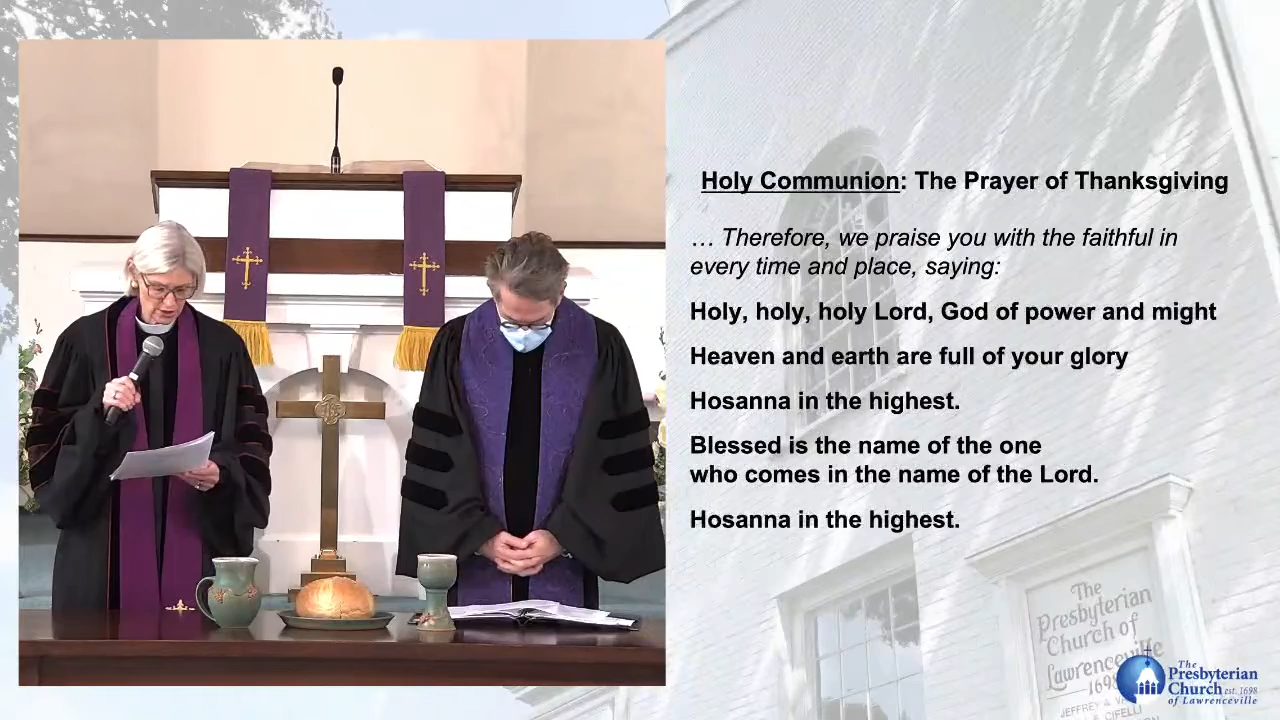 Holy Communion: The Prayer of Thanksgiving
… Therefore, we praise you with the faithful in
every time and place, saying:
Holy, holy, holy Lord, God of power and might
Heaven and earth are full of your glory
Hosanna in the highest.
Blessed is the name of the one
who comes in the name of the Lord.
Hosanna in the highest.
The
Presbyterian
Church of
Lawrenceville
1698
JEFFREY A. V
CIFELLI
The
Presbyterian
Church est. 1698
of Lawrenceville